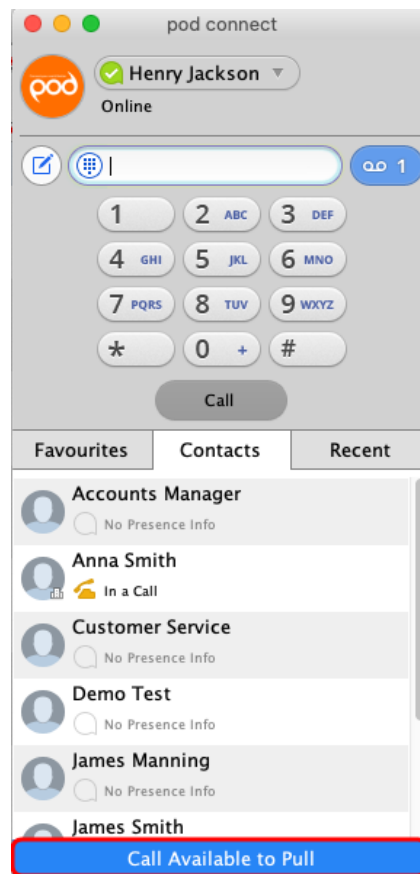 pod connect
pod
Henry Jackson
Online
1
1
2 ABC
3 DEF
4 GHI
5 JKL
6 MNO
7 PQRS
8 TUV
9 WXYZ
*
0 +
#
Call
Favourites
Contacts
Recent
Accounts Manager
No Presence Info
Anna Smith
In a Call
Customer Service
No Presence Info
Demo Test
No Presence Info
James Manning
No Presence Info
James Smith
Call Available to Pull